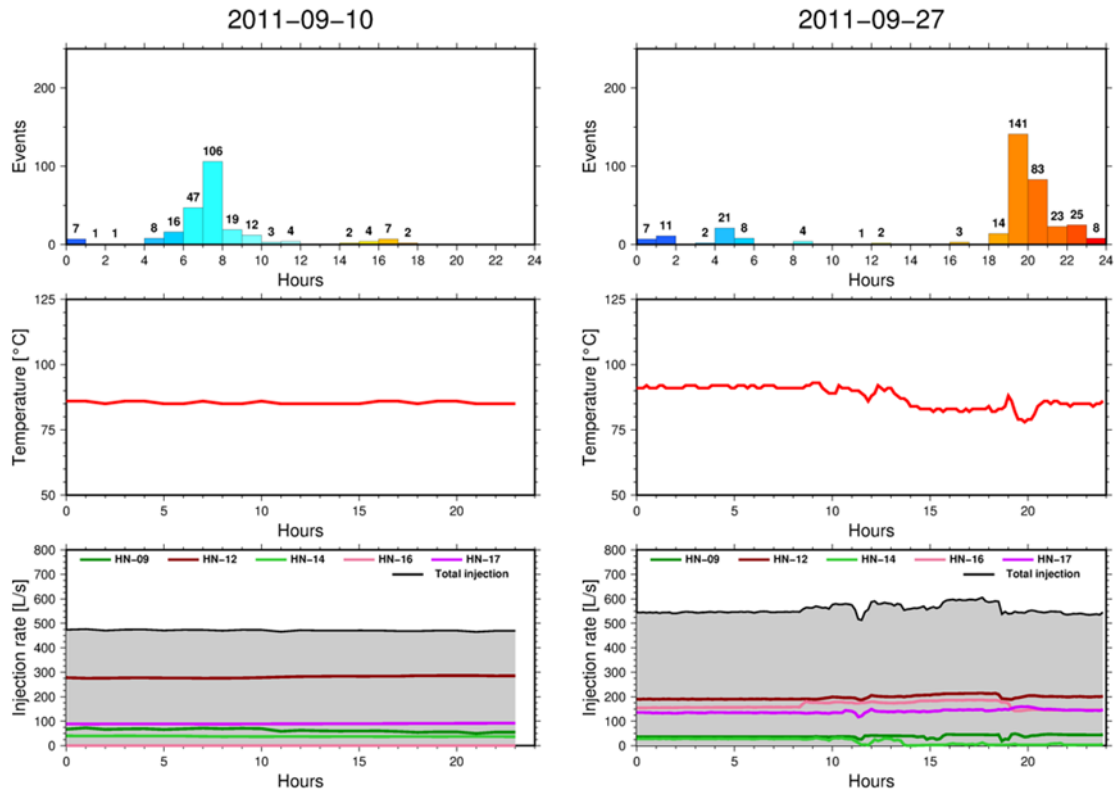 2011−09−10
Events
200
100
0
7 1 1 8 16 47 106 19 12 3 4 2 4 7 2
0 2 4 6 8 10 12 14 16 18 20 22 24
Hours
Temperature [°C]
125
100
75
50
0 5 10 15 20
Hours
Injection rate [L/s]
800
700
600
500
400
300
200
100
0
HN−09 HN−12 HN−14 HN−16 HN−17
Total injection
0 5 10 15 20
Hours
2011−09−27
Events
200
100
0
7 11 2 21 8 4 1 2 3 14 141 83 23 25 8
0 2 4 6 8 10 12 14 16 18 20 22 24
Hours
Temperature [°C]
125
100
75
50
0 5 10 15 20
Hours
Injection rate [L/s]
800
700
600
500
400
300
200
100
0
HN−09 HN−12 HN−14 HN−16 HN−17
Total injection
0 5 10 15 20
Hours